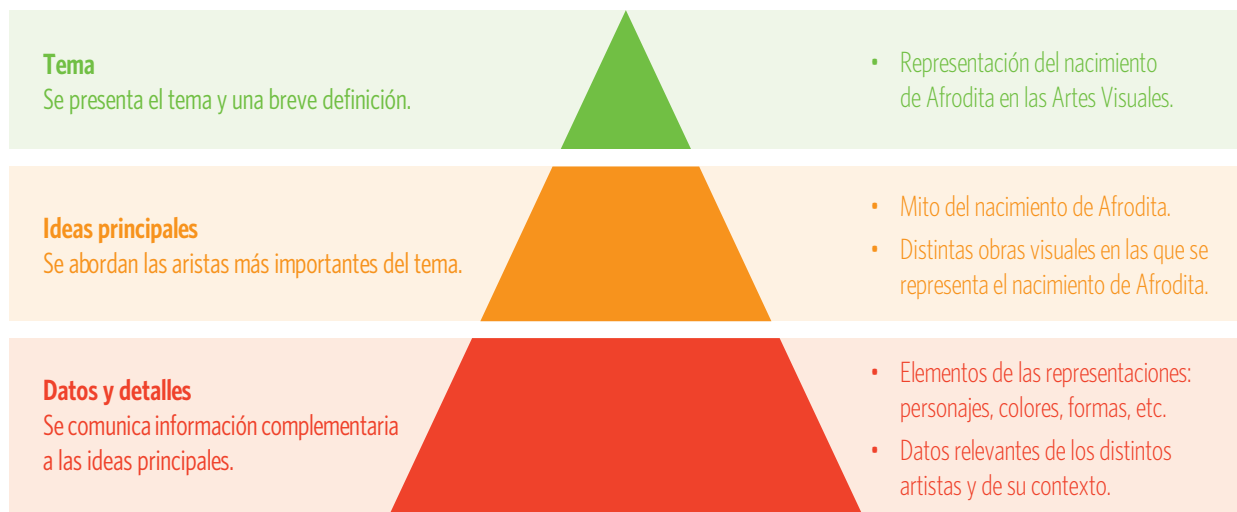 Tema
Se presenta el tema y una breve definición.
• Representación del nacimiento
de Afrodita en las Artes Visuales.
Ideas principales
Se abordan las aristas más importantes del tema.
• Mito del nacimiento de Afrodita.
• Distintas obras visuales en las que se
representa el nacimiento de Afrodita.
Datos y detalles
Se comunica información complementaria
a las ideas principales.
• Elementos de las representaciones:
personajes, colores, formas, etc.
• Datos relevantes de los distintos
artistas y de su contexto.